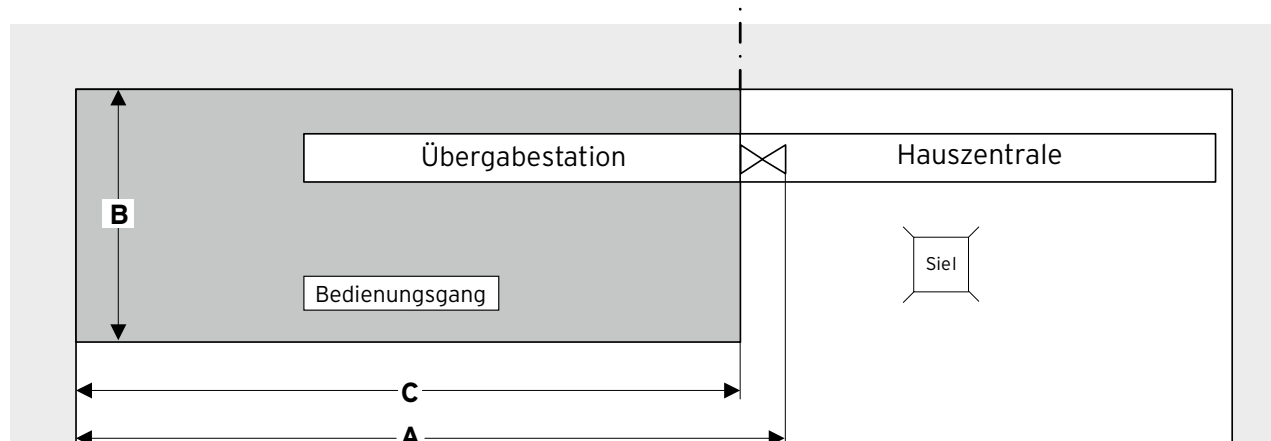 Übergabestation
Hauszentrale
B
Siel
Bedienungsgang
C
A